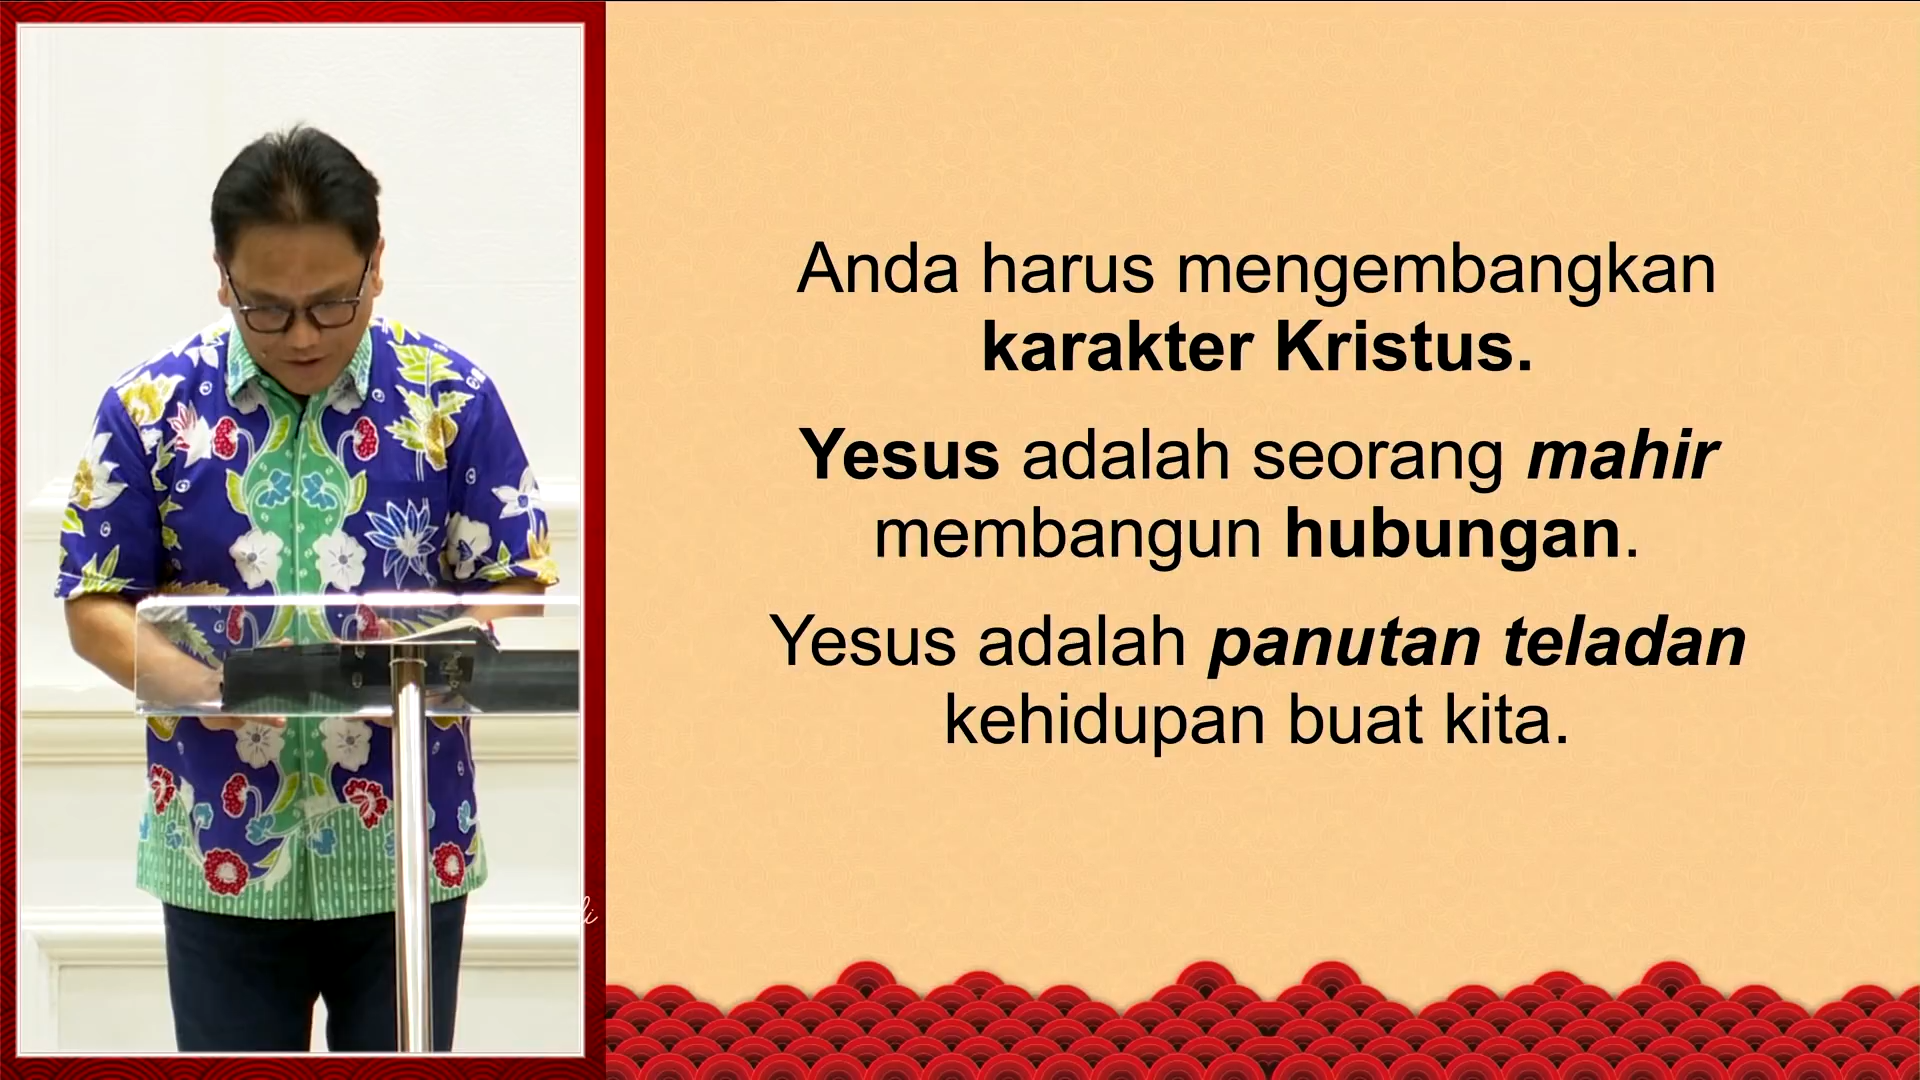 Anda harus mengembangkan
karakter Kristus.
Yesus adalah seorang mahir
membangun hubungan.
Yesus adalah panutan teladan
kehidupan buat kita.